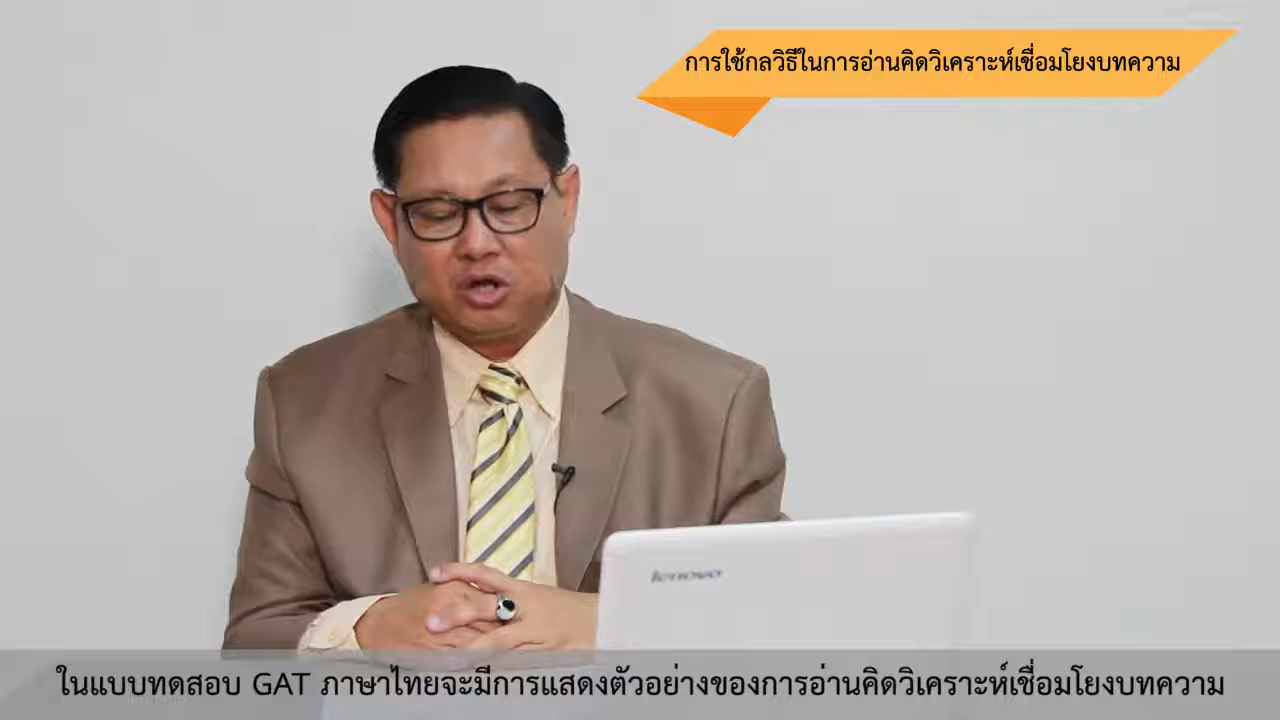 การใช้กลวิธีในการอ่านคิดวิเคราะห์เชื่อมโยงบทความ
lenovo
ในแบบทดสอบ GAT ภาษาไทยจะมีการแสดงตัวอย่างของการอ่านคิดวิเคราะห์เชื่อมโยงบทความ